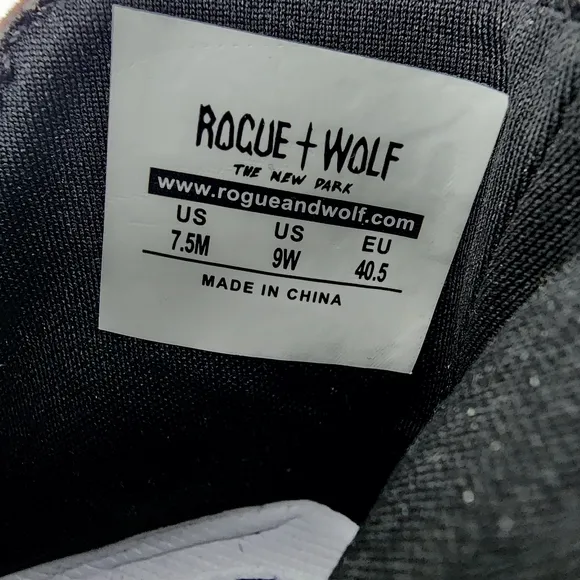 ROGUE + WOLF
THE NEW DARK
www.rogueandwolf.com
US US EU
7.5M 9W 40.5
MADE IN CHINA